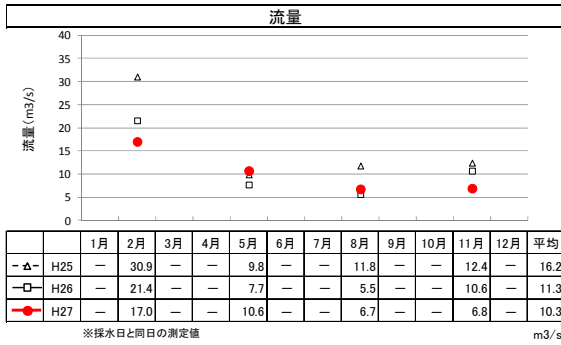 流量
流量(m3/s)
40
35
30
25
20
15
10
5
0
1月 2月 3月 4月 5月 6月 7月 8月 9月 10月 11月 12月 平均
H25 — 30.9 — — 9.8 — — 11.8 — — 12.4 — 16.2
H26 — 21.4 — — 7.7 — — 5.5 — — 10.6 — 11.3
H27 — 17.0 — — 10.6 — — 6.7 — — 6.8 — 10.3
※採水日と同日の測定値 m3/s